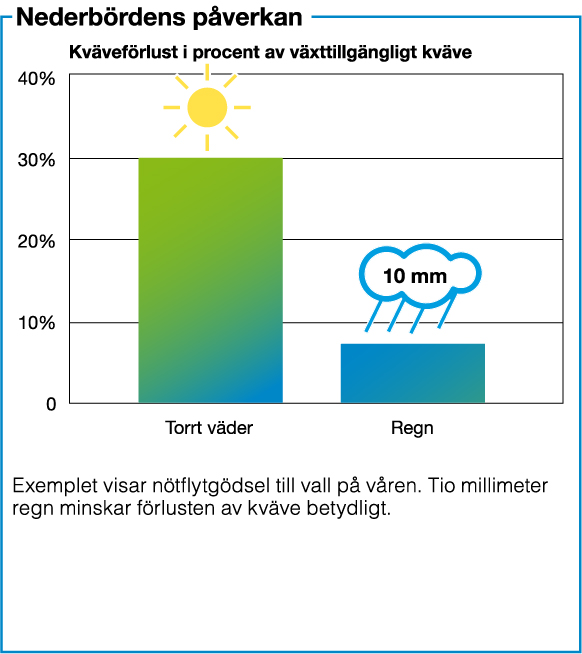 Nederbördens påverkan
Kväveförlust i procent av växttillgängligt kväve
40%
30%
20%
10 mm
10%
0
Torrt väder Regn
Exemplet visar nötflytgödsel till vall på våren. Tio millimeter
regn minskar förlusten av kväve betydligt.